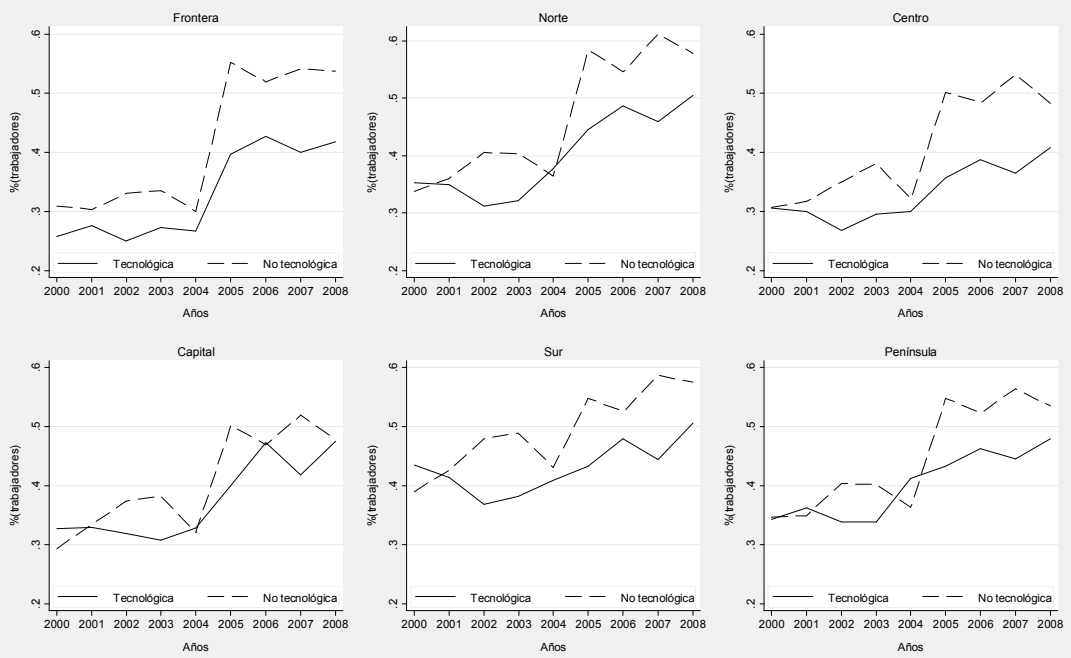 Frontera
%(trabajadores)
.6
.5
.4
.3
.2
Tecnológica No tecnológica
2000 2001 2002 2003 2004 2005 2006 2007 2008
Años
Norte
%(trabajadores)
.6
.5
.4
.3
.2
Tecnológica No tecnológica
2000 2001 2002 2003 2004 2005 2006 2007 2008
Años
Centro
%(trabajadores)
.6
.5
.4
.3
.2
Tecnológica No tecnológica
2000 2001 2002 2003 2004 2005 2006 2007 2008
Años
Capital
%(trabajadores)
.6
.5
.4
.3
.2
Tecnológica No tecnológica
2000 2001 2002 2003 2004 2005 2006 2007 2008
Años
Sur
%(trabajadores)
.6
.5
.4
.3
.2
Tecnológica No tecnológica
2000 2001 2002 2003 2004 2005 2006 2007 2008
Años
Península
%(trabajadores)
.6
.5
.4
.3
.2
Tecnológica No tecnológica
2000 2001 2002 2003 2004 2005 2006 2007 2008
Años